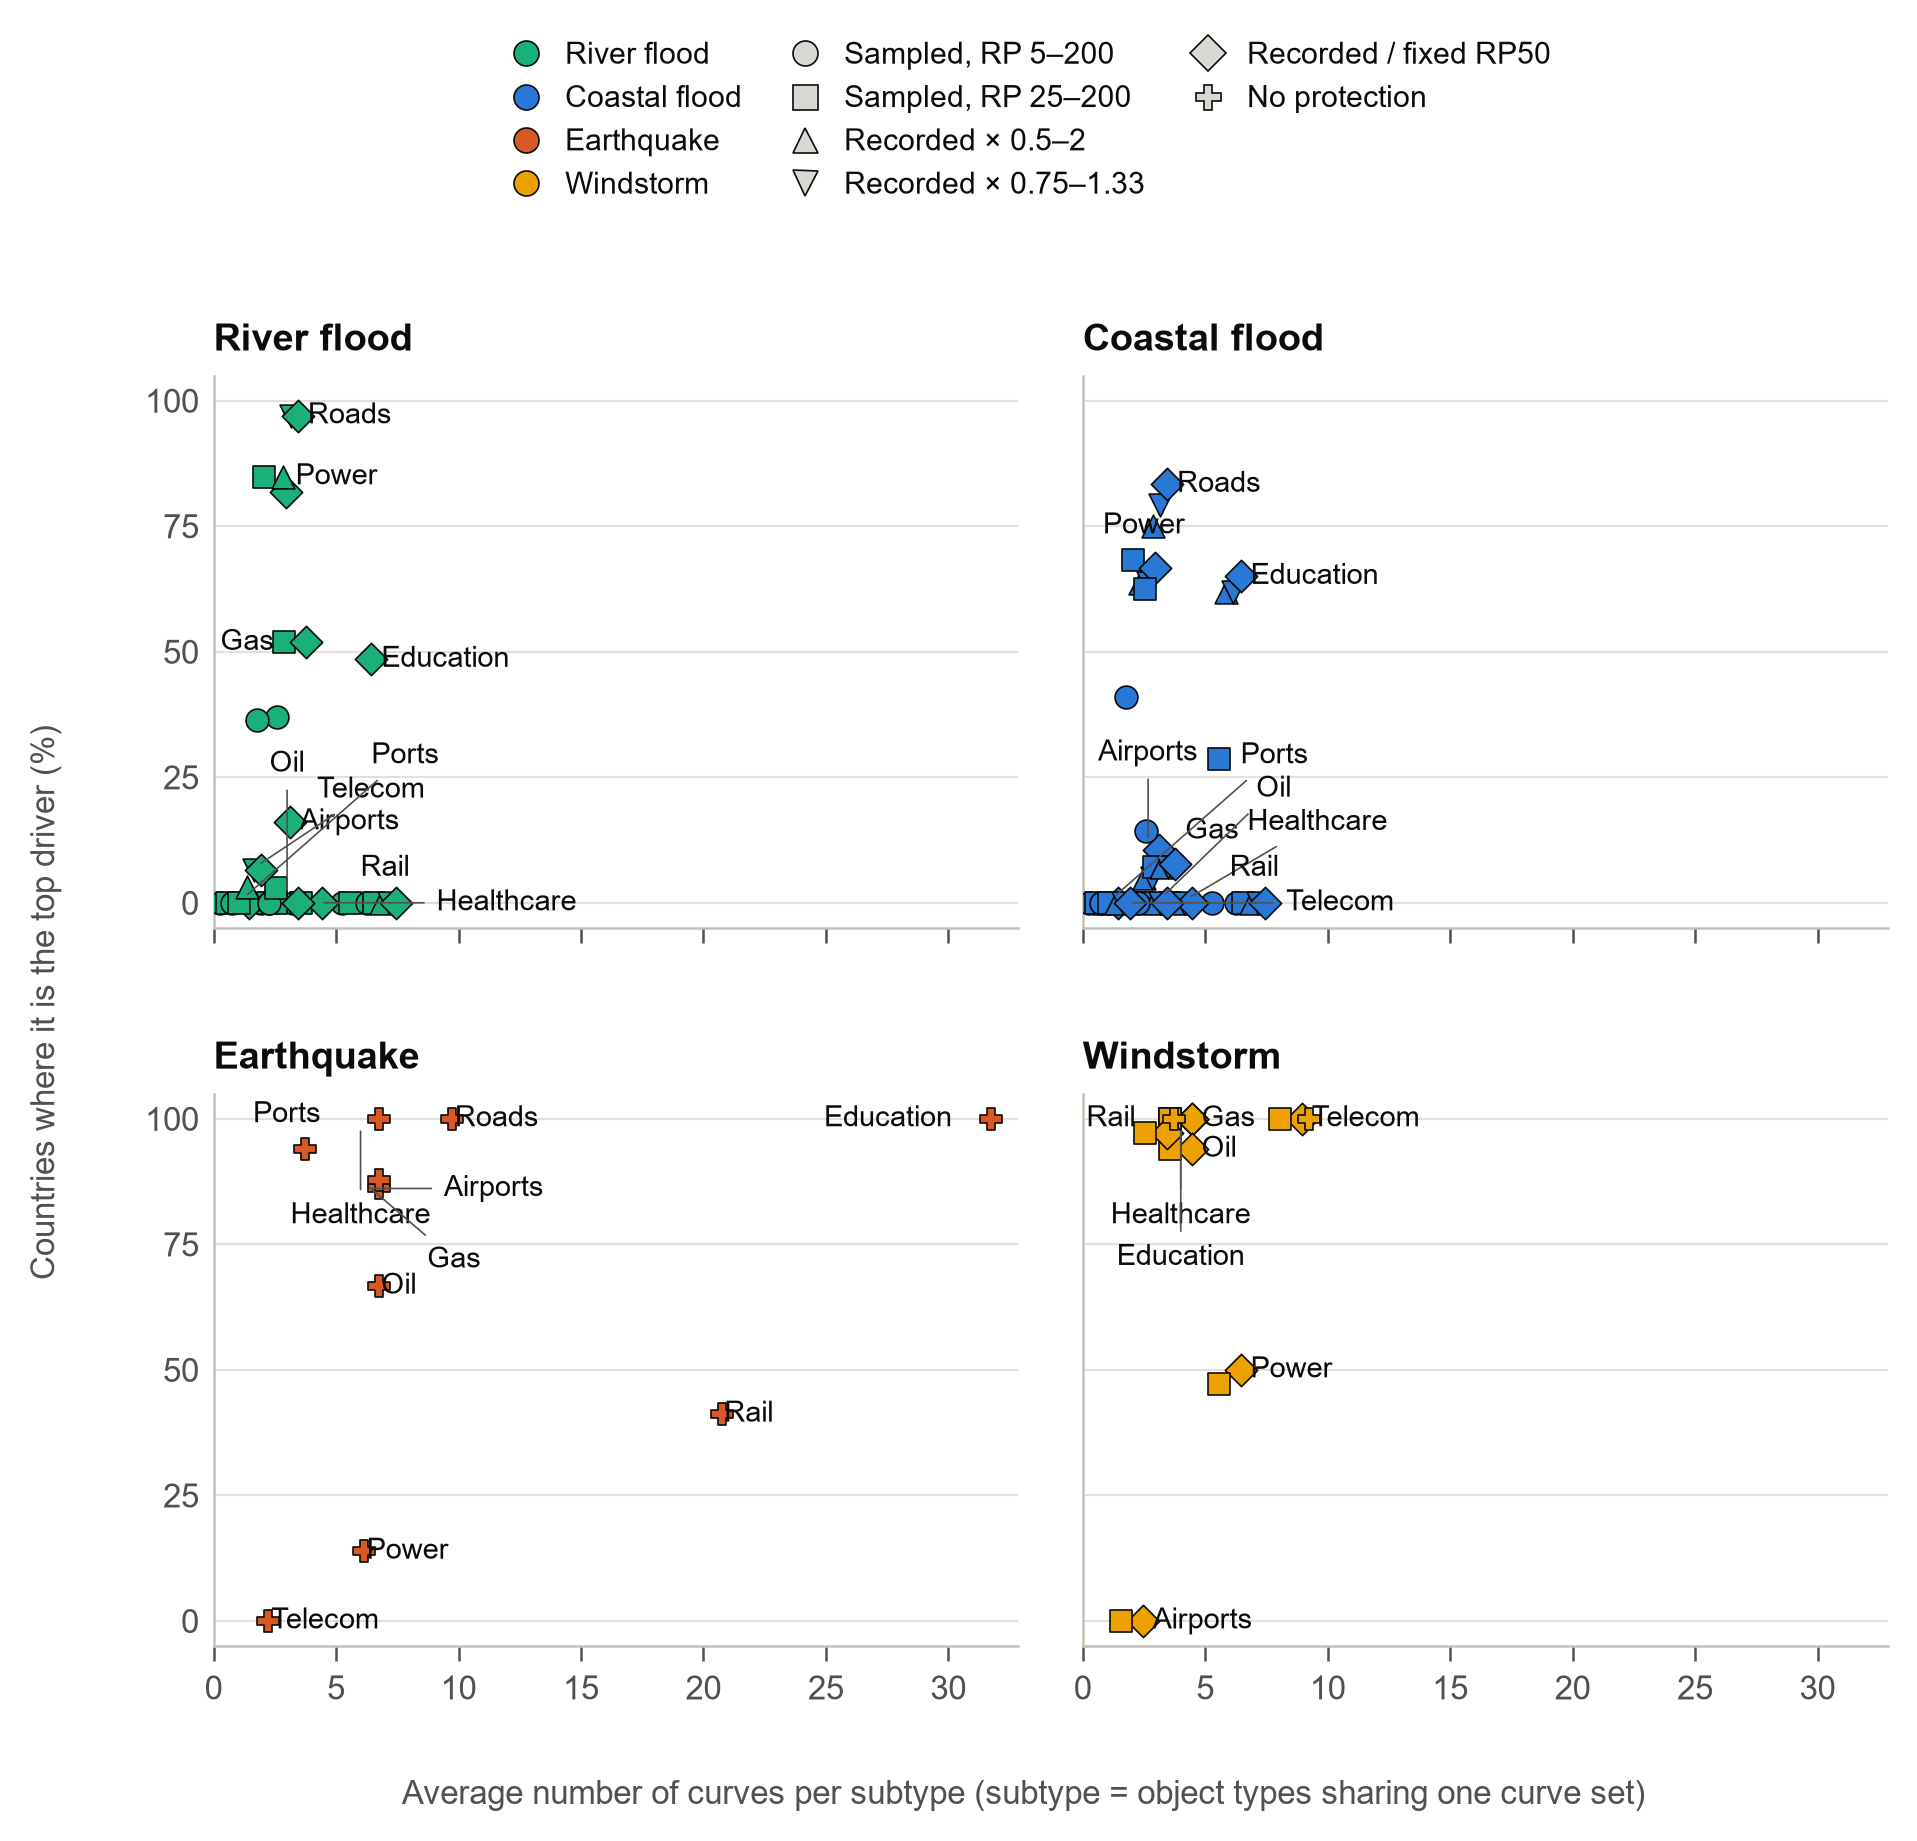 River flood
Coastal flood
Earthquake
Windstorm
Sampled, RP 5–200
Sampled, RP 25–200
Recorded × 0.5–2
Recorded × 0.75–1.33
Recorded / fixed RP50
No protection
Countries where it is the top driver (%)
River flood
100
75
50
25
0
Roads
Power
Gas
Education
Oil
Ports
Telecom
Airports
Rail
Healthcare
Coastal flood
Roads
Power
Education
Airports
Ports
Oil
Gas
Healthcare
Rail
Telecom
Earthquake
100
75
50
25
0
Ports
Roads
Education
Airports
Healthcare
Gas
Oil
Rail
Power
Telecom
0 5 10 15 20 25 30
Windstorm
Rail
Gas
Telecom
Oil
Healthcare
Education
Power
Airports
0 5 10 15 20 25 30
Average number of curves per subtype (subtype = object types sharing one curve set)